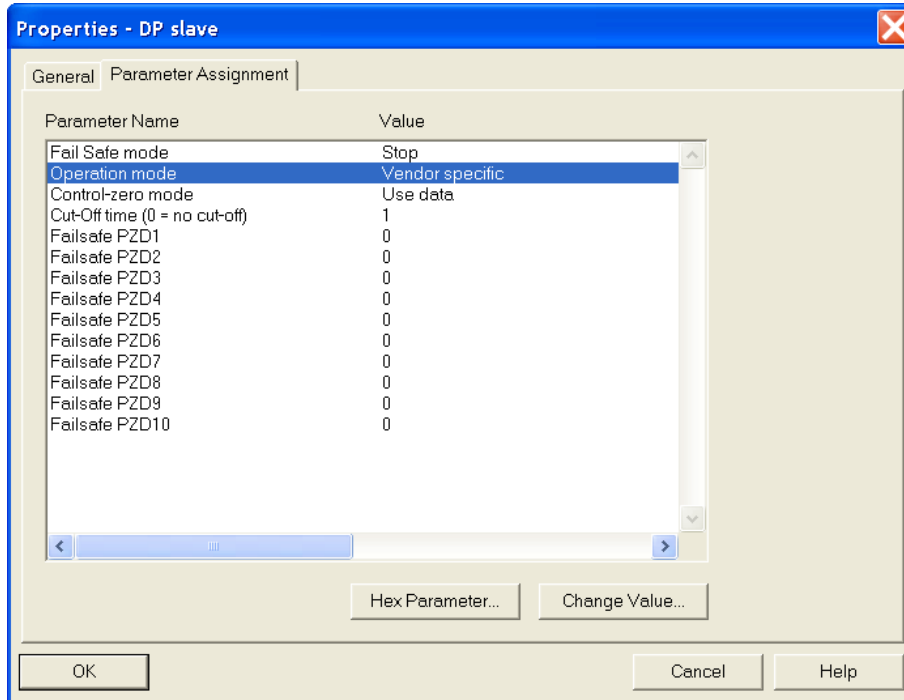 Properties - DP slave
General Parameter Assignment
Parameter Name Value
Fail Safe mode Stop
Operation mode Vendor specific
Control-zero mode Use data
Cut-Off time (0 = no cut-off) 1
Failsafe PZD1 0
Failsafe PZD2 0
Failsafe PZD3 0
Failsafe PZD4 0
Failsafe PZD5 0
Failsafe PZD6 0
Failsafe PZD7 0
Failsafe PZD8 0
Failsafe PZD9 0
Failsafe PZD10 0
Hex Parameter... Change Value...
OK Cancel Help